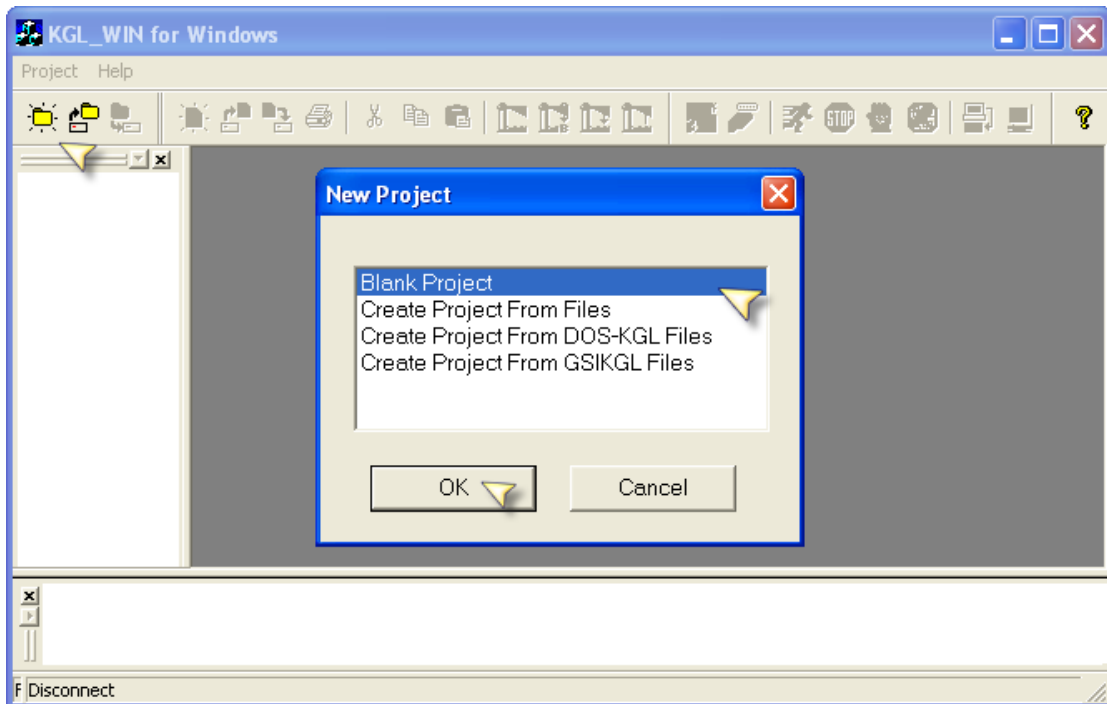 KGL_WIN for Windows
Project Help
STOP
?
New Project
Blank Project
Create Project From Files
Create Project From DOS-KGL Files
Create Project From GSIKGL Files
OK Cancel
F Disconnect